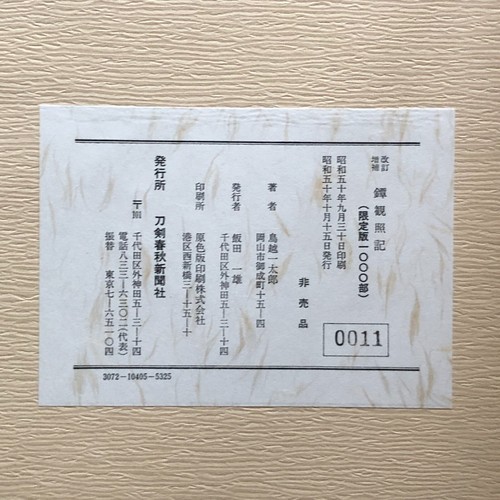 改訂増補 鐔観照記
(限定版一〇〇〇部)
昭和五十年九月三十日印刷
昭和五十年十月十五日発行
非売品
0011
著者 鳥越一太郎
岡山市御成町十五―四
発行者 飯田一雄
千代田区外神田五―三―十四
印刷所 原色版印刷株式会社
港区西新橋三―十五―十
発行所 刀剣春秋新聞社
〒101 千代田区外神田五―三―十四
電話八三三―六三〇二(代表)
振替 東京七―六五一〇四
3072―10405―5325